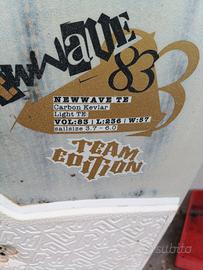 NEWWAVE
83
NEWWAVE TE
Carbon Kevlar
Light TE
VOL:83 | L:236 | W:57
sailsize 3.7 - 6.0
TEAM
EDITION
subito